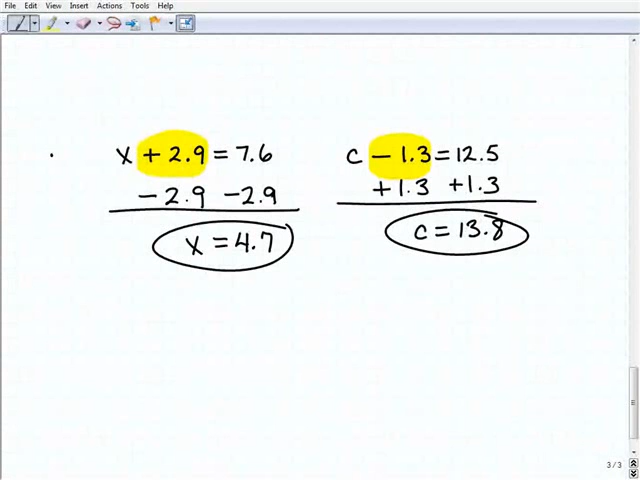 File Edit View Insert Actions Tools Help
x + 2.9 = 7.6
- 2.9 - 2.9
x = 4.7
c - 1.3 = 12.5
+ 1.3 + 1.3
c = 13.8
3 / 3